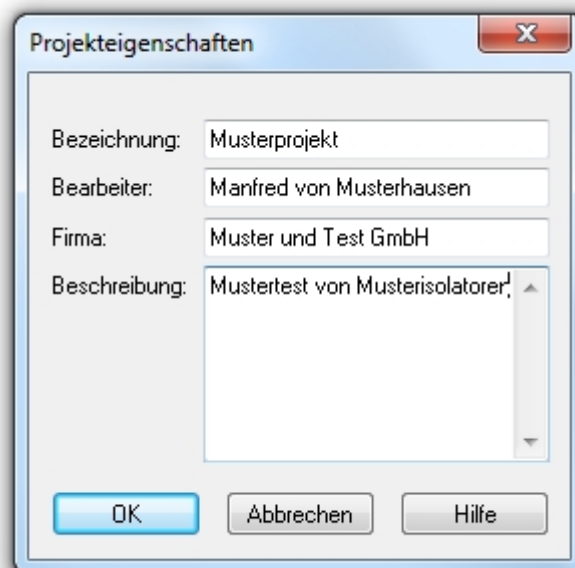 Projekteigenschaften
Bezeichnung: Musterprojekt
Bearbeiter: Manfred von Musterhausen
Firma: Muster und Test GmbH
Beschreibung: Mustertest von Musterisolatoren
OK Abbrechen Hilfe